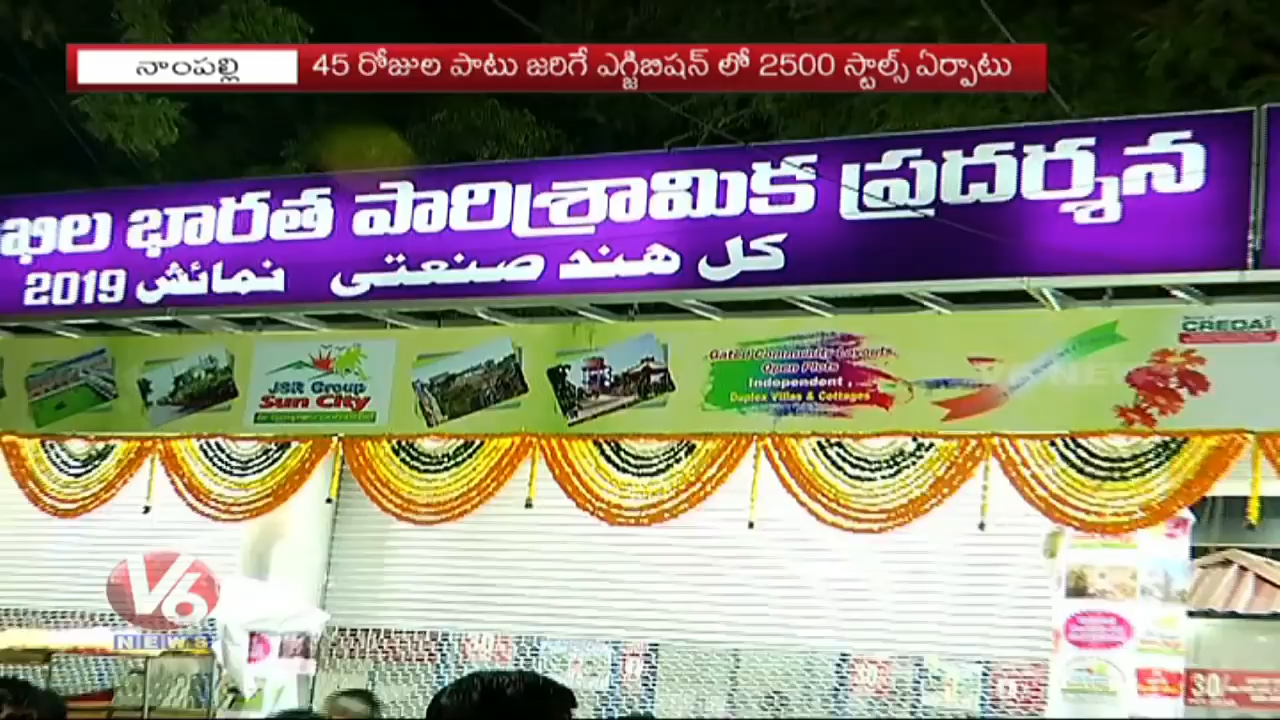 నాంపల్లి
45 రోజుల పాటు జరిగే ఎగ్జిబిషన్ లో 2500 స్టాల్స్ ఏర్పాటు
ఖిల భారత పారిశ్రామిక ప్రదర్శన
کل ہند صنعتی نمائش 2019
CREDAI
JSR Group
Sun City
Gated Community Layouts,
Open Plots
Independent
Duplex Villas & Cottages
V6
NEWS